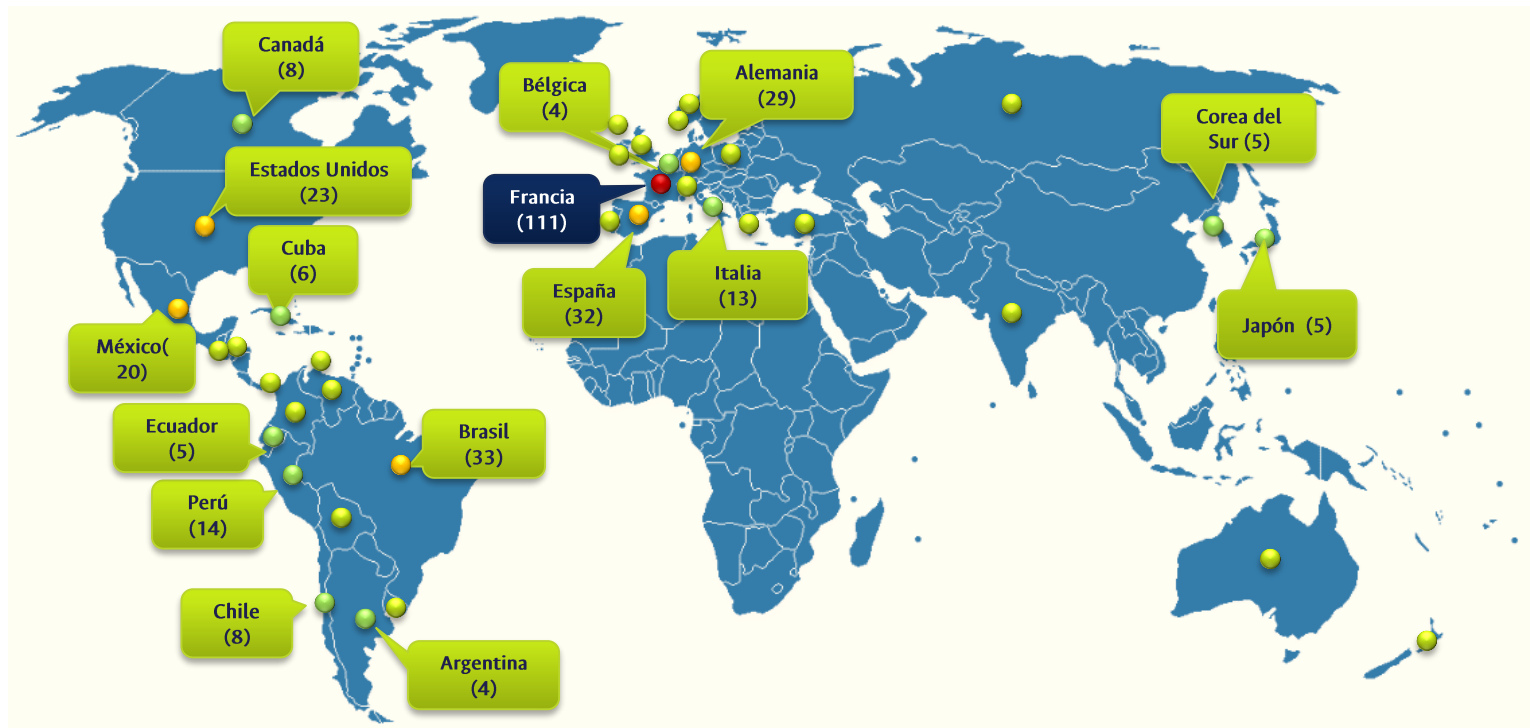 Canadá
(8)
Bélgica
(4)
Alemania
(29)
Corea del
Sur (5)
Estados Unidos
(23)
Francia
(111)
Cuba
(6)
Italia
(13)
España
(32)
Japón  (5)
México(
20)
Ecuador
(5)
Brasil
(33)
Perú
(14)
Chile
(8)
Argentina
(4)